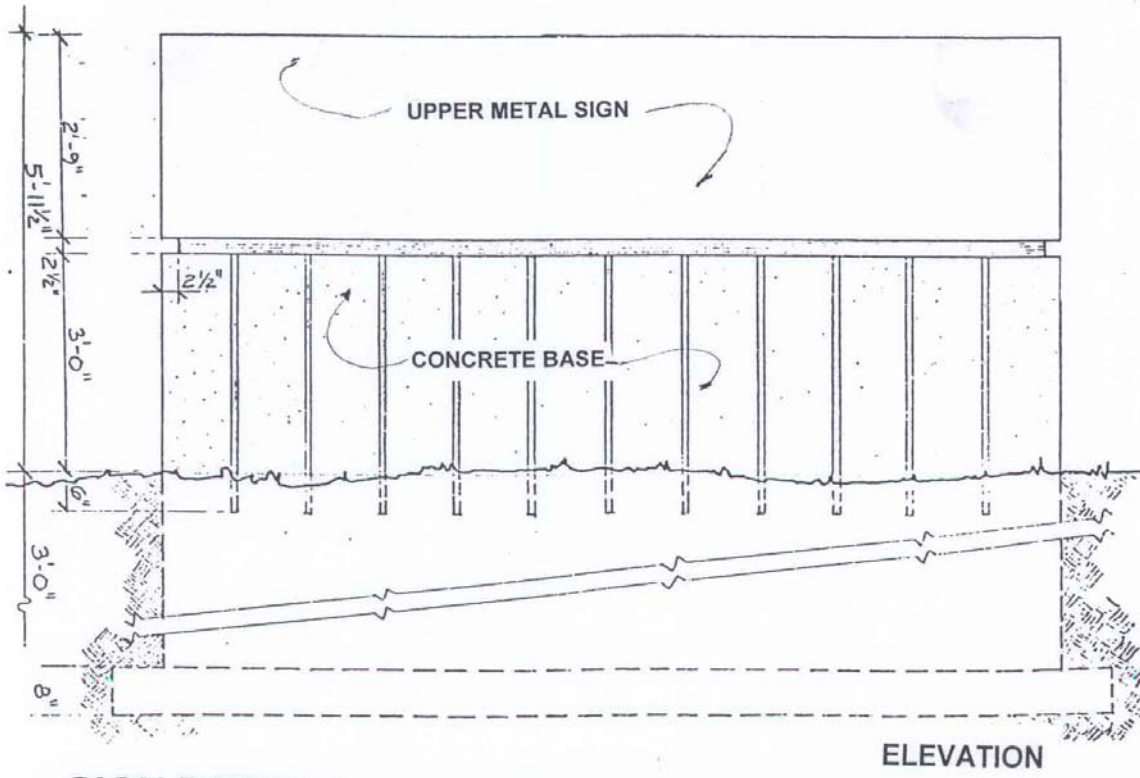 UPPER METAL SIGN
2'-9"
5'-11½"
2½"
2½"
3'-0"
CONCRETE BASE
6"
3'-0"
8"
ELEVATION